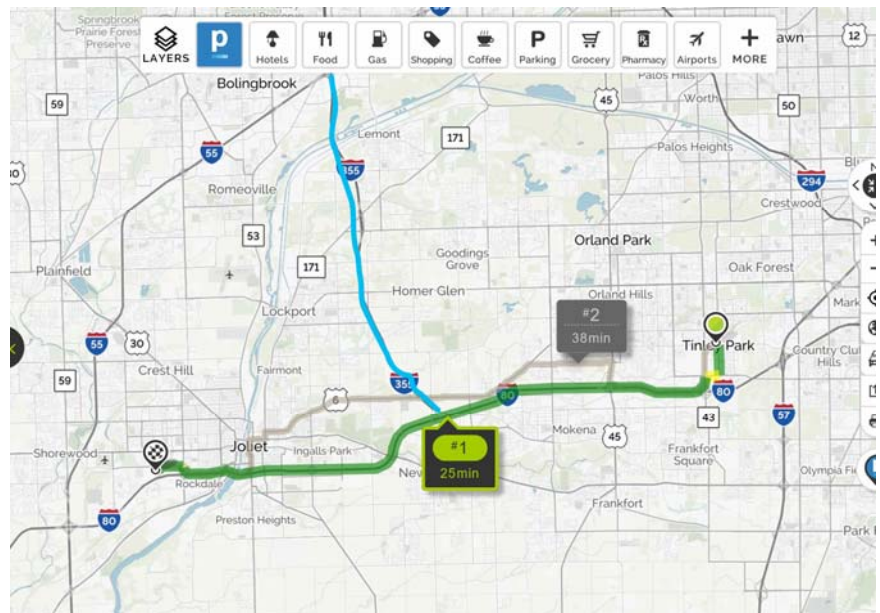 Springbrook
Prairie Forest
Preserve
LAYERS
p
Hotels
Food
Gas
Shopping
Coffee
P
Parking
Grocery
Pharmacy
Airports
MORE
12
Bolingbrook
Palos Hills
59
45
Worth
50
Lemont
171
55
355
Palos Heights
294
Romeoville
Crestwood
53
Orland Park
Goodings
Grove
171
Plainfield
Oak Forest
Homer Glen
Orland Hills
Lockport
#2
38min
55
30
Tinley Park
Crest Hill
Fairmont
Country Club
Hills
59
355
6
80
80
43
57
Mokena
45
Joliet
#1
25min
Shorewood
Ingalls Park
Frankfort
Square
Rockdale
New
Olympia
Frankfort
80
Preston Heights
Park